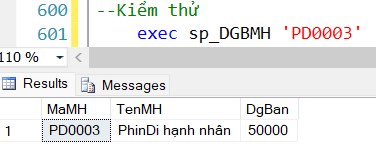 600 --Kiểm thử
601 exec sp_DGBMH 'PD0003'
110 %
Results Messages
MaMH TenMH DgBan
1 PD0003 PhinDi hạnh nhân 50000